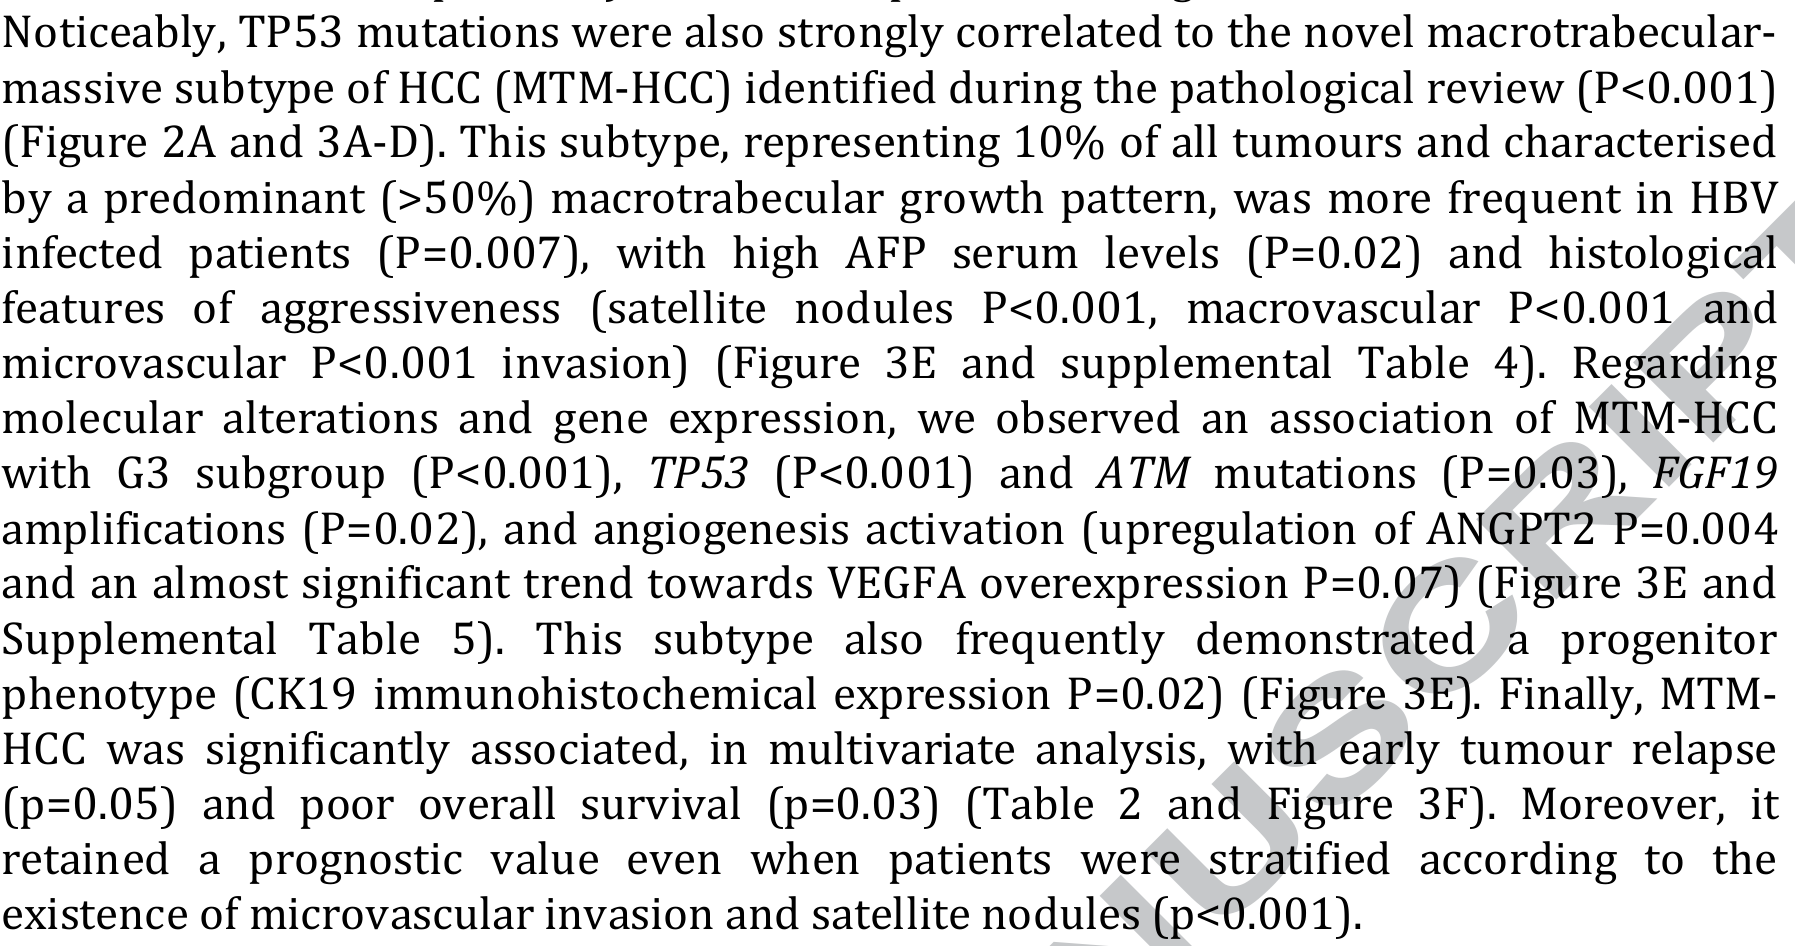 Noticeably, TP53 mutations were also strongly correlated to the novel macrotrabecular-
massive subtype of HCC (MTM-HCC) identified during the pathological review (P<0.001)
(Figure 2A and 3A-D). This subtype, representing 10% of all tumours and characterised
by a predominant (>50%) macrotrabecular growth pattern, was more frequent in HBV
infected patients (P=0.007), with high AFP serum levels (P=0.02) and histological
features of aggressiveness (satellite nodules P<0.001, macrovascular P<0.001 and
microvascular P<0.001 invasion) (Figure 3E and supplemental Table 4). Regarding
molecular alterations and gene expression, we observed an association of MTM-HCC
with G3 subgroup (P<0.001), TP53 (P<0.001) and ATM mutations (P=0.03), FGF19
amplifications (P=0.02), and angiogenesis activation (upregulation of ANGPT2 P=0.004
and an almost significant trend towards VEGFA overexpression P=0.07) (Figure 3E and
Supplemental Table 5). This subtype also frequently demonstrated a progenitor
phenotype (CK19 immunohistochemical expression P=0.02) (Figure 3E). Finally, MTM-
HCC was significantly associated, in multivariate analysis, with early tumour relapse
(p=0.05) and poor overall survival (p=0.03) (Table 2 and Figure 3F). Moreover, it
retained a prognostic value even when patients were stratified according to the
existence of microvascular invasion and satellite nodules (p<0.001).
NUSCRIPT